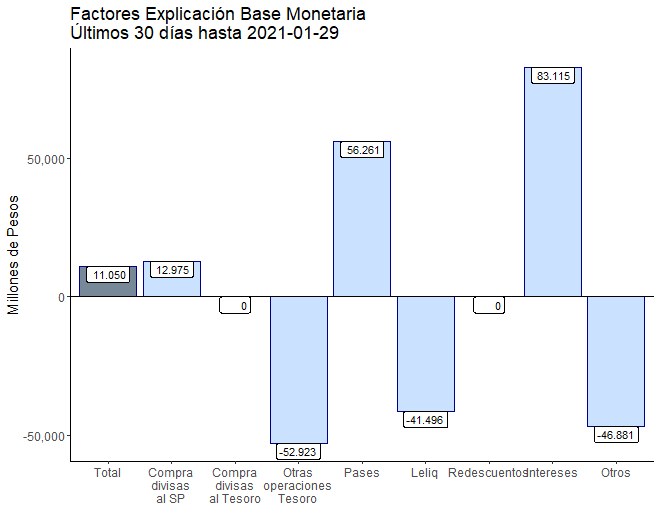 Factores Explicación Base Monetaria
Últimos 30 días hasta 2021-01-29
Millones de Pesos
50,000
0
-50,000
11.050
12.975
0
-52.923
56.261
-41.496
0
83.115
-46.881
Total
Compra
divisas
al SP
Compra
divisas
al Tesoro
Otras
operaciones
Tesoro
Pases
Leliq
Redescuentos
Intereses
Otros